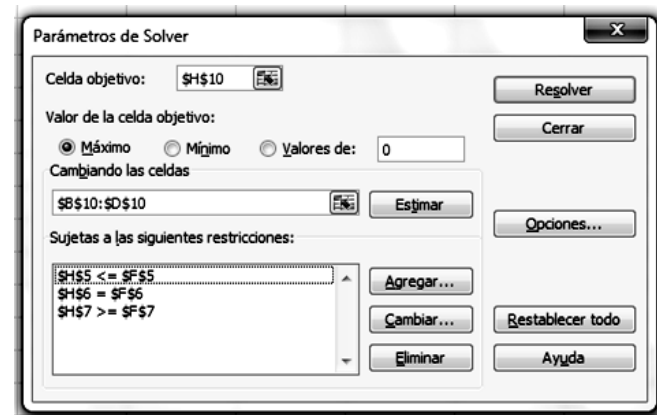 Parámetros de Solver
x
Celda objetivo: $H$10
Resolver
Valor de la celda objetivo:
Cerrar
Máximo Mínimo Valores de: 0
Cambiando las celdas
$B$10:$D$10 Estimar
Opciones...
Sujetas a las siguientes restricciones:
$H$5 <= $F$5
Agregar...
$H$6 = $F$6
$H$7 >= $F$7
Cambiar... Restablecer todo
Eliminar Ayuda